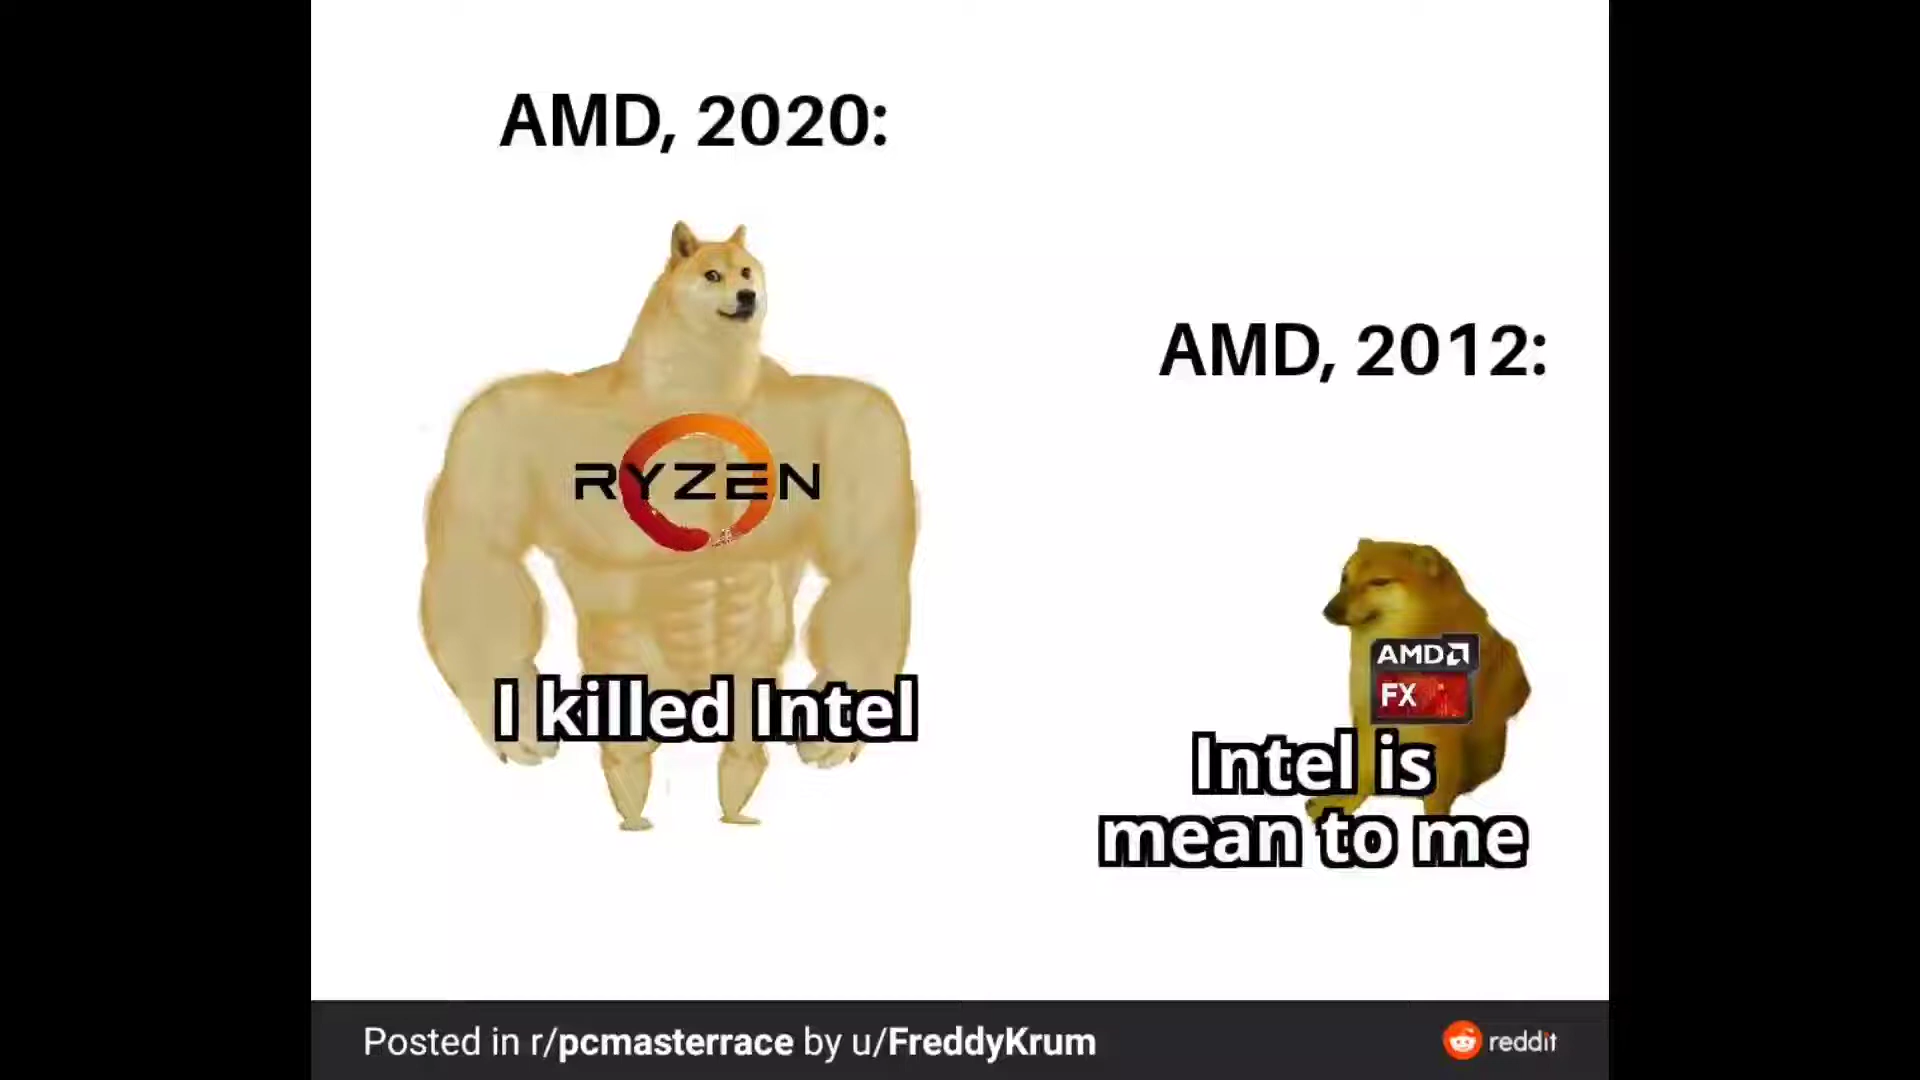 AMD, 2020:
RYZEN
I killed Intel
AMD, 2012:
AMD
FX
Intel is
mean to me
Posted in r/pcmasterrace by u/FreddyKrum
reddit